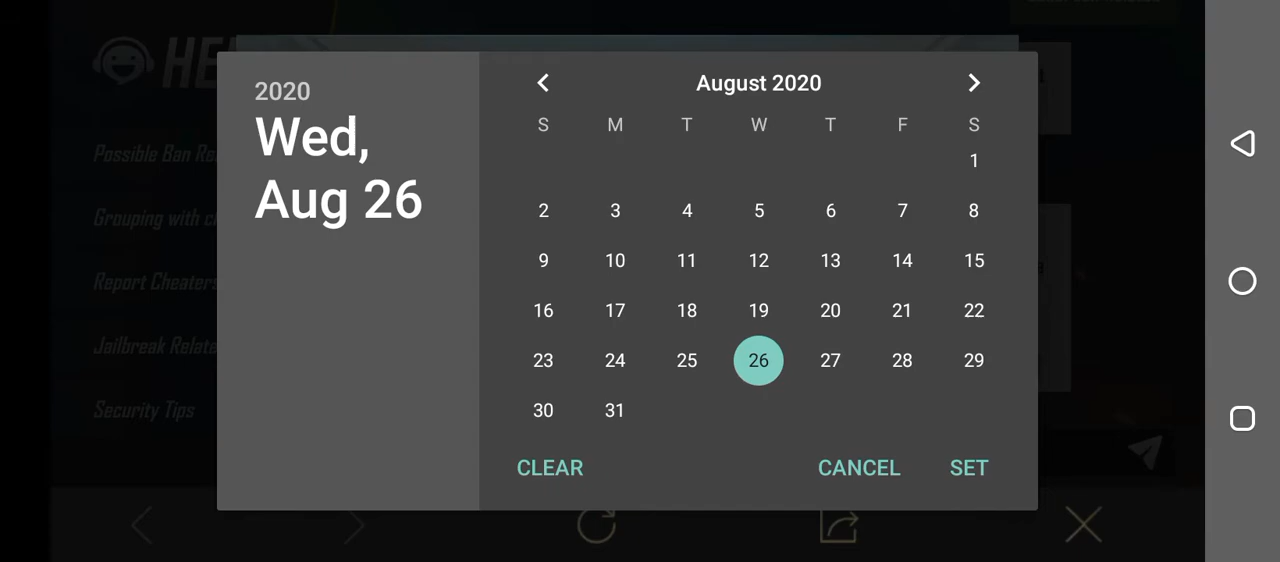 HE
Possible Ban Re
Grouping with c
Report Cheaters
Jailbreak Relate
Security Tips
2020
Wed,
Aug 26
August 2020
S M T W T F S
1
2 3 4 5 6 7 8
9 10 11 12 13 14 15
16 17 18 19 20 21 22
23 24 25 26 27 28 29
30 31
CLEAR CANCEL SET